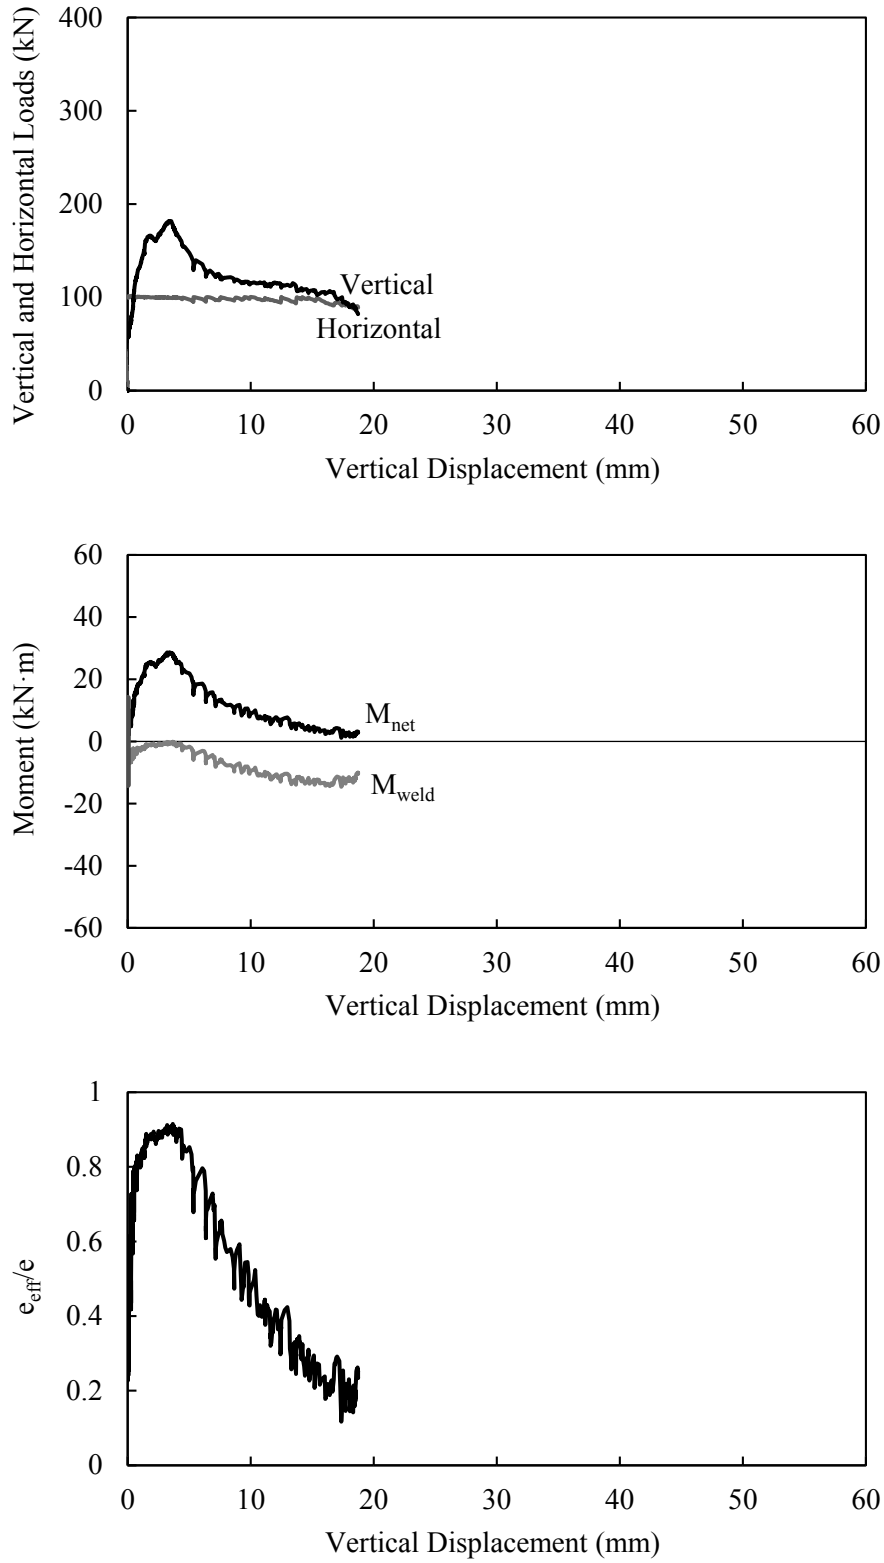 Vertical and Horizontal Loads (kN)
400
300
200
100
0
Vertical
Horizontal
0 10 20 30 40 50 60
Vertical Displacement (mm)
Moment (kN·m)
60
40
20
0
-20
-40
-60
Mnet
Mweld
0 10 20 30 40 50 60
Vertical Displacement (mm)
eeff/e
1
0.8
0.6
0.4
0.2
0
0 10 20 30 40 50 60
Vertical Displacement (mm)